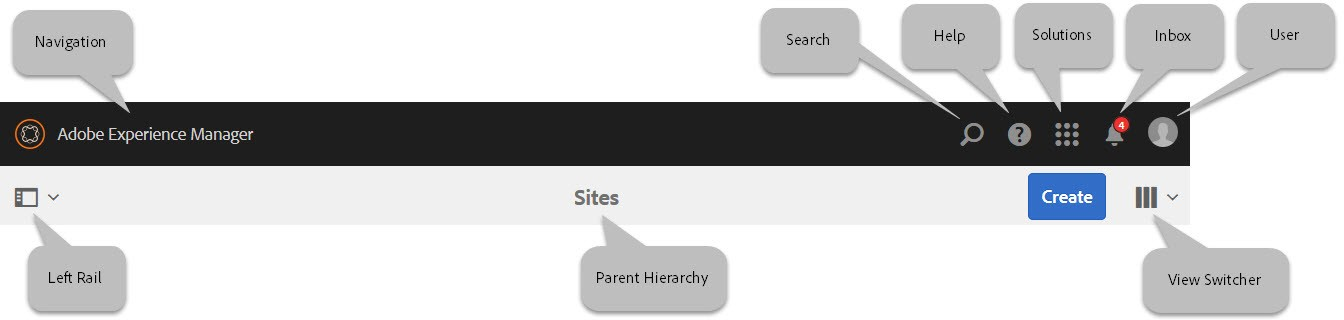 Navigation
Search
Help
Solutions
Inbox
User
Adobe Experience Manager
?
4
Sites
Create
Left Rail
Parent Hierarchy
View Switcher